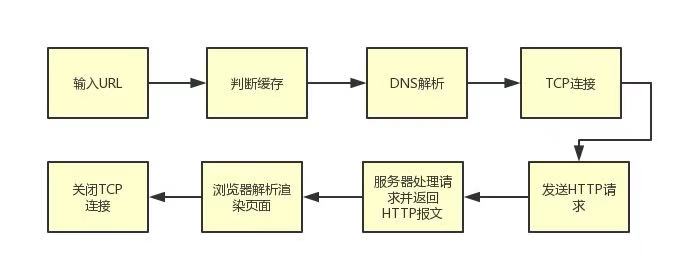 输入URL
判断缓存
DNS解析
TCP连接
发送HTTP请
求
服务器处理请
求并返回
HTTP报文
浏览器解析渲
染页面
关闭TCP
连接